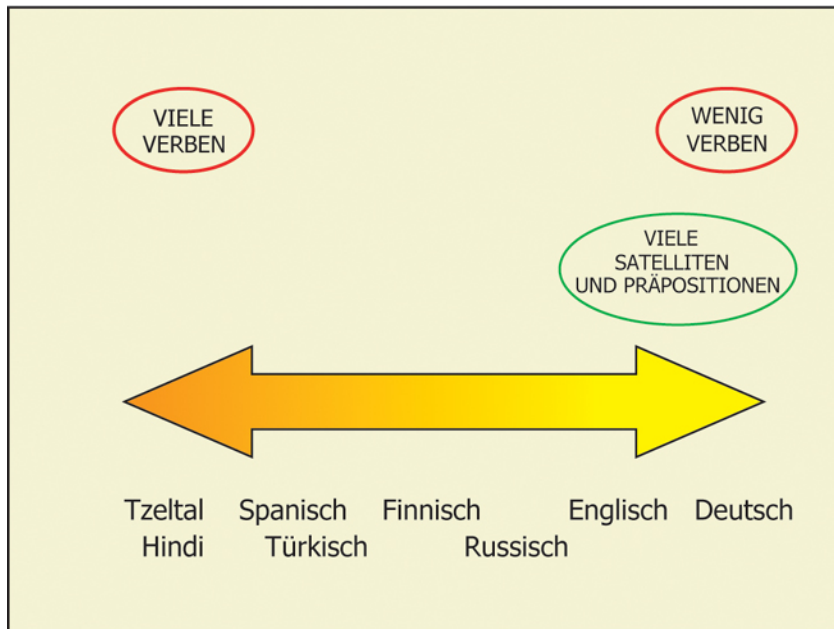 VIELE
VERBEN
WENIG
VERBEN
VIELE
SATELLITEN
UND PRÄPOSITIONEN
Tzeltal Spanisch Finnisch Englisch Deutsch
Hindi Türkisch Russisch